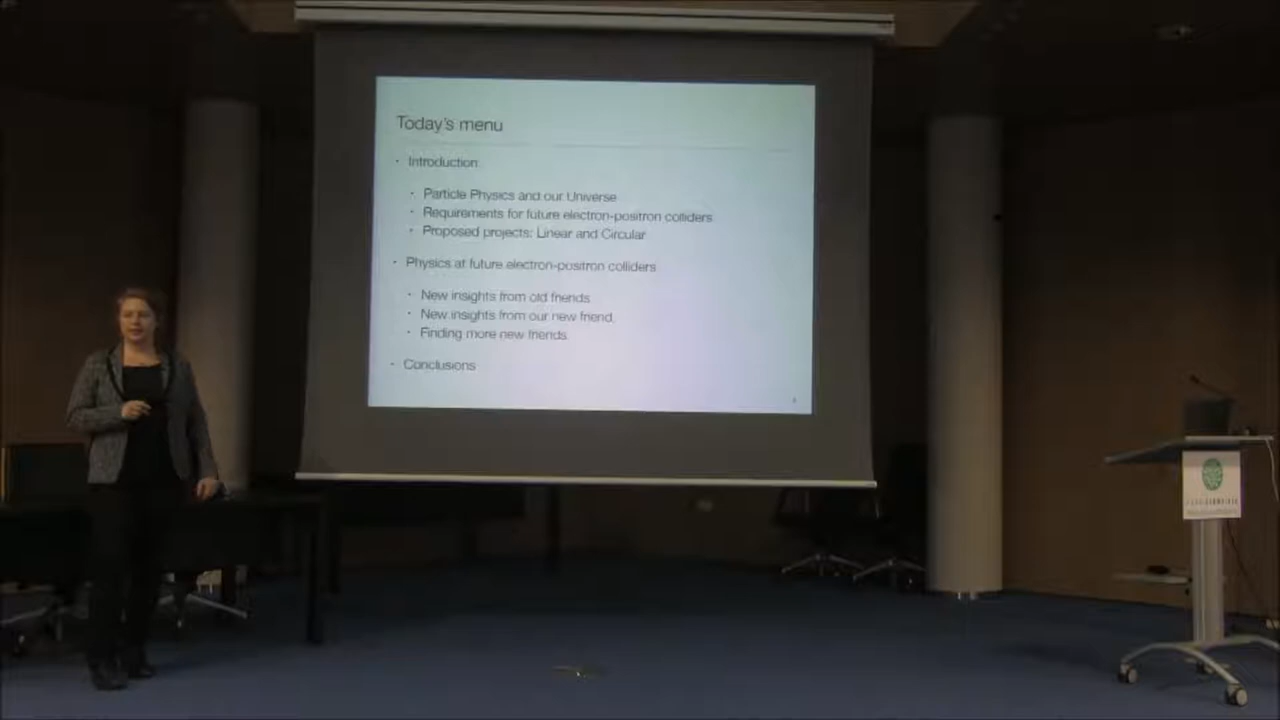 Today's menu
· Introduction
· Particle Physics and our Universe
· Requirements for future electron-positron colliders
· Proposed projects: Linear and Circular
· Physics at future electron-positron colliders
· New insights from old friends
· New insights from our new friend
· Finding more new friends
· Conclusions